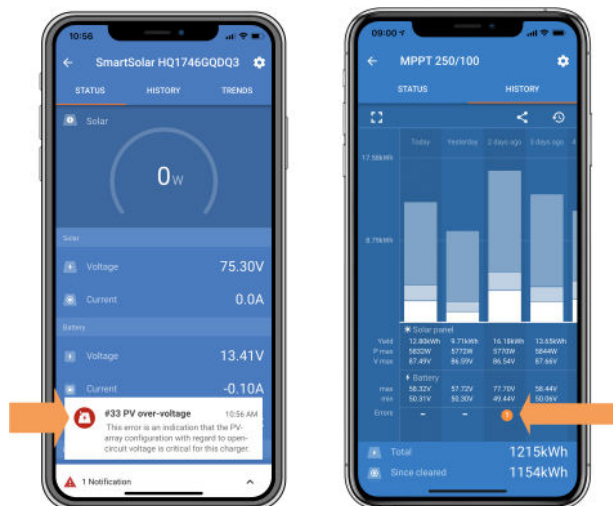 10:56
SmartSolar HQ1746GQDQ3
STATUS HISTORY TRENDS
Solar
0W
Solar
Voltage 75.30V
Current 0.0A
Battery
Voltage 13.41V
Current -0.10A
#33 PV over-voltage 10:56 AM
This error is an indication that the PV-
array configuration with regard to open-
circuit voltage is critical for this charger.
1 Notification
09:00
MPPT 250/100
STATUS HISTORY
Today Yesterday 2 days ago 3 days ago 4
17.58kWh
8.79kWh
Solar panel
Yield 12.80kWh 9.71kWh 16.18kWh 13.65kWh
P max 5832W 5772W 5770W 5844W
V max 87.49V 86.59V 86.54V 87.66V
Battery
max 58.32V 57.72V 77.70V 58.44V
min 50.31V 50.30V 49.44V 50.06V
Errors - -
Total 1215kWh
Since cleared 1154kWh